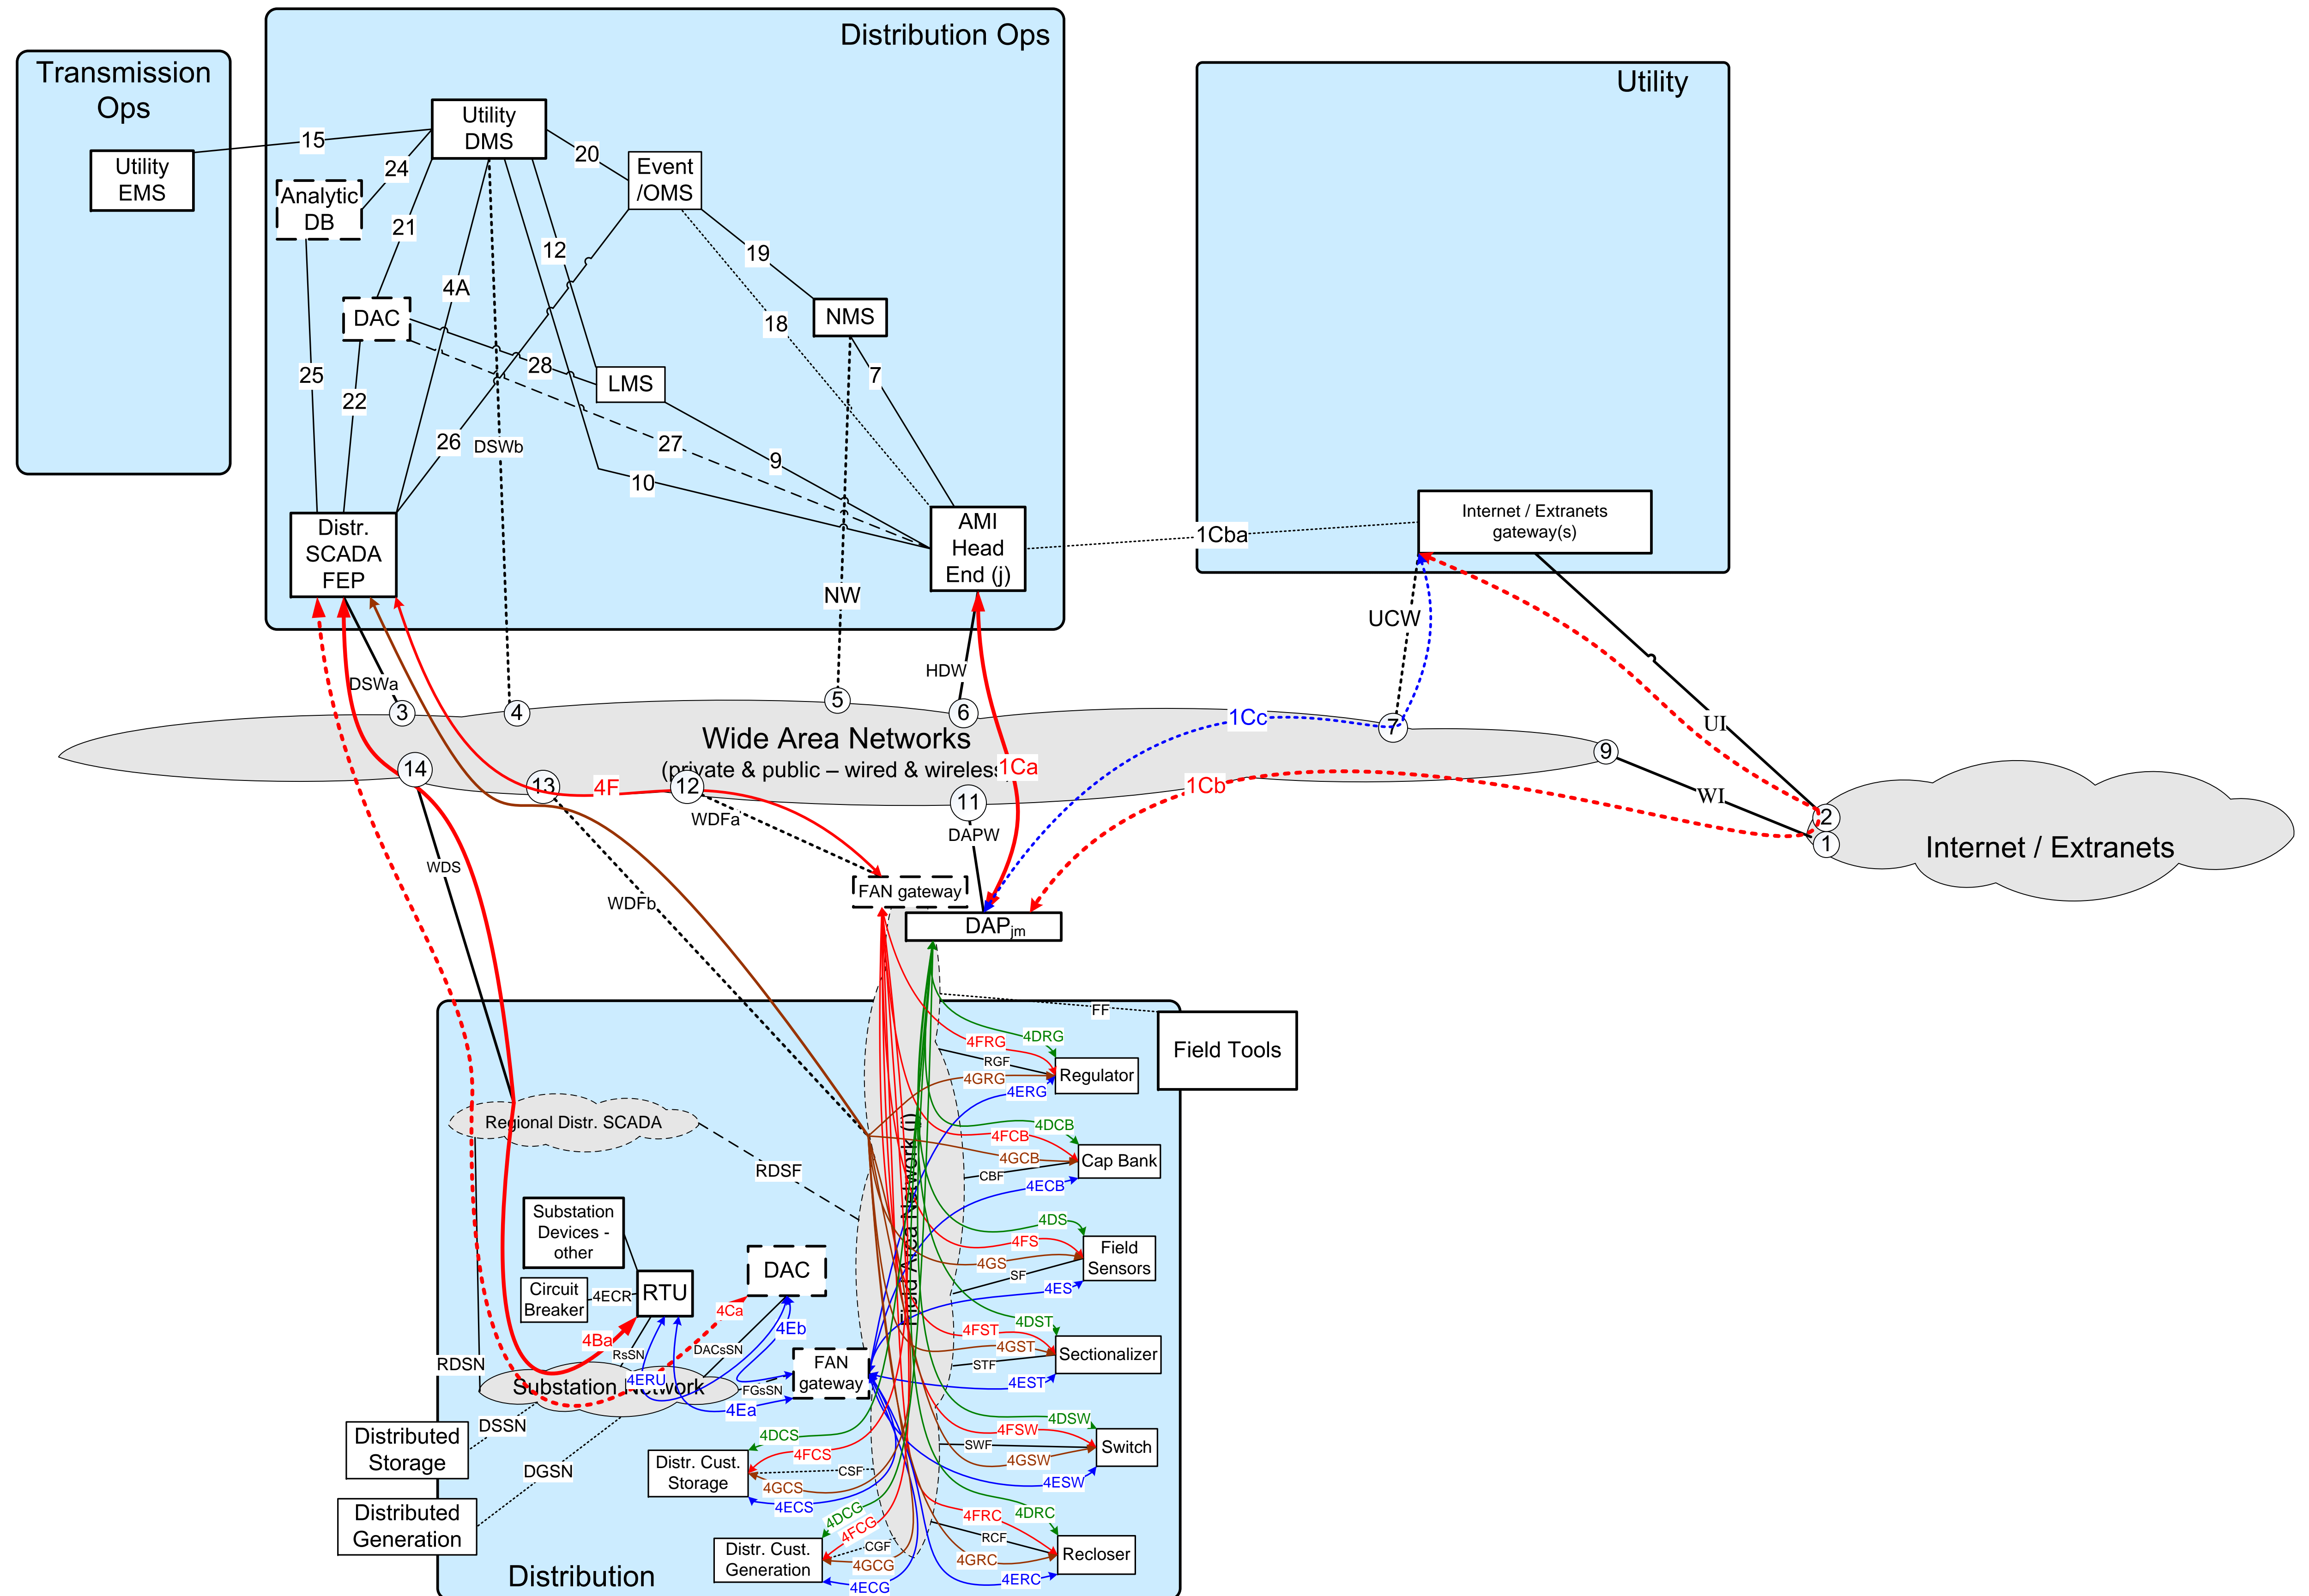 Distribution Ops
Transmission
Ops
Utility
Utility
DMS
Utility
EMS
Event
/OMS
Analytic
DB
15
24
20
21
12
19
4A
DAC
NMS
18
28
LMS
7
25
22
26
DSWb
27
9
10
Distr.
SCADA
FEP
AMI
Head
End (j)
1Cba
Internet / Extranets
gateway(s)
NW
UCW
HDW
DSWa
3
4
5
6
7
9
1Cc
UI
Wide Area Networks
(private & public – wired & wireless
1Ca
14
13
4F
12
11
1Cb
WI
2
1
Internet / Extranets
WDFa
DAPW
WDS
WDFb
FAN gateway
DAPjm
FF
Field Tools
4DRG
4FRG
RGF
Regulator
4GRG
4ERG
Regional Distr. SCADA
4DCB
4FCB
4GCB
Cap Bank
CBF
4ECB
RDSF
Field Area Network (j)
Substation
Devices -
other
4DS
4FS
4GS
Field
Sensors
SF
4ES
DAC
Circuit
Breaker
4ECR
RTU
4Ca
4Ba
4Eb
RsSN
DACsSN
4DST
4FST
4GST
Sectionalizer
STF
4EST
RDSN
FAN
gateway
4ERU
Substation Network
FGsSN
4Ea
DSSN
Distributed
Storage
DGSN
Distributed
Generation
4DCS
4FCS
Distr. Cust.
Storage
CSF
4GCS
4ECS
4DSW
4FSW
SWF
Switch
4GSW
4ESW
4DCG
4FCG
Distr. Cust.
Generation
CGF
4GCG
4ECG
4DRC
4FRC
RCF
Recloser
4GRC
4ERC
Distribution